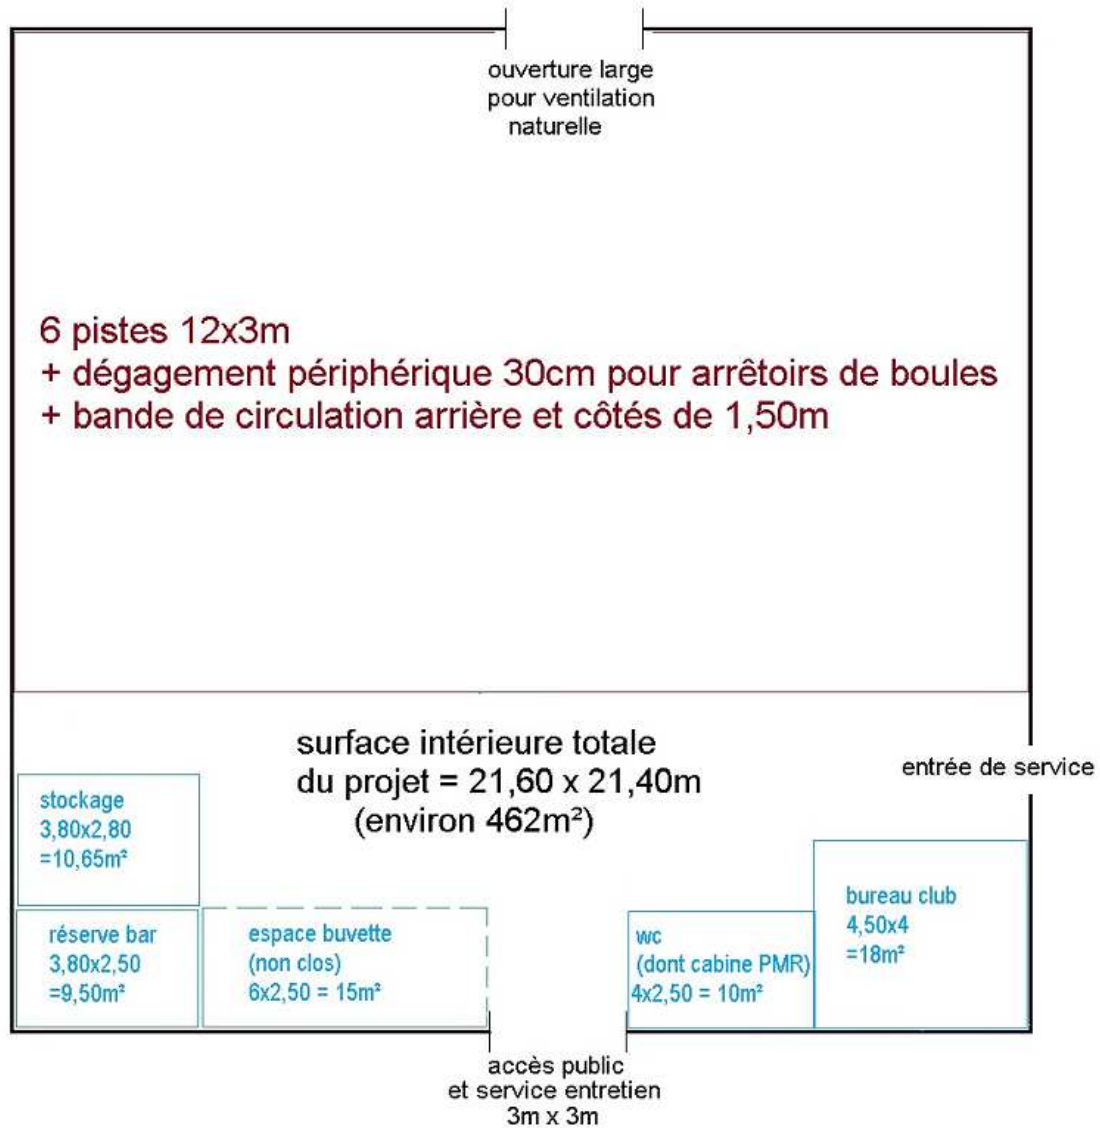 ouverture large
pour ventilation
naturelle
6 pistes 12x3m
+ dégagement périphérique 30cm pour arrêtoirs de boules
+ bande de circulation arrière et côtés de 1,50m
surface intérieure totale
du projet = 21,60 x 21,40m
(environ 462m²)
entrée de service
stockage
3,80x2,80
=10,65m²
réserve bar
3,80x2,50
=9,50m²
espace buvette
(non clos)
6x2,50 = 15m²
wc
(dont cabine PMR)
4x2,50 = 10m²
bureau club
4,50x4
=18m²
accès public
et service entretien
3m x 3m